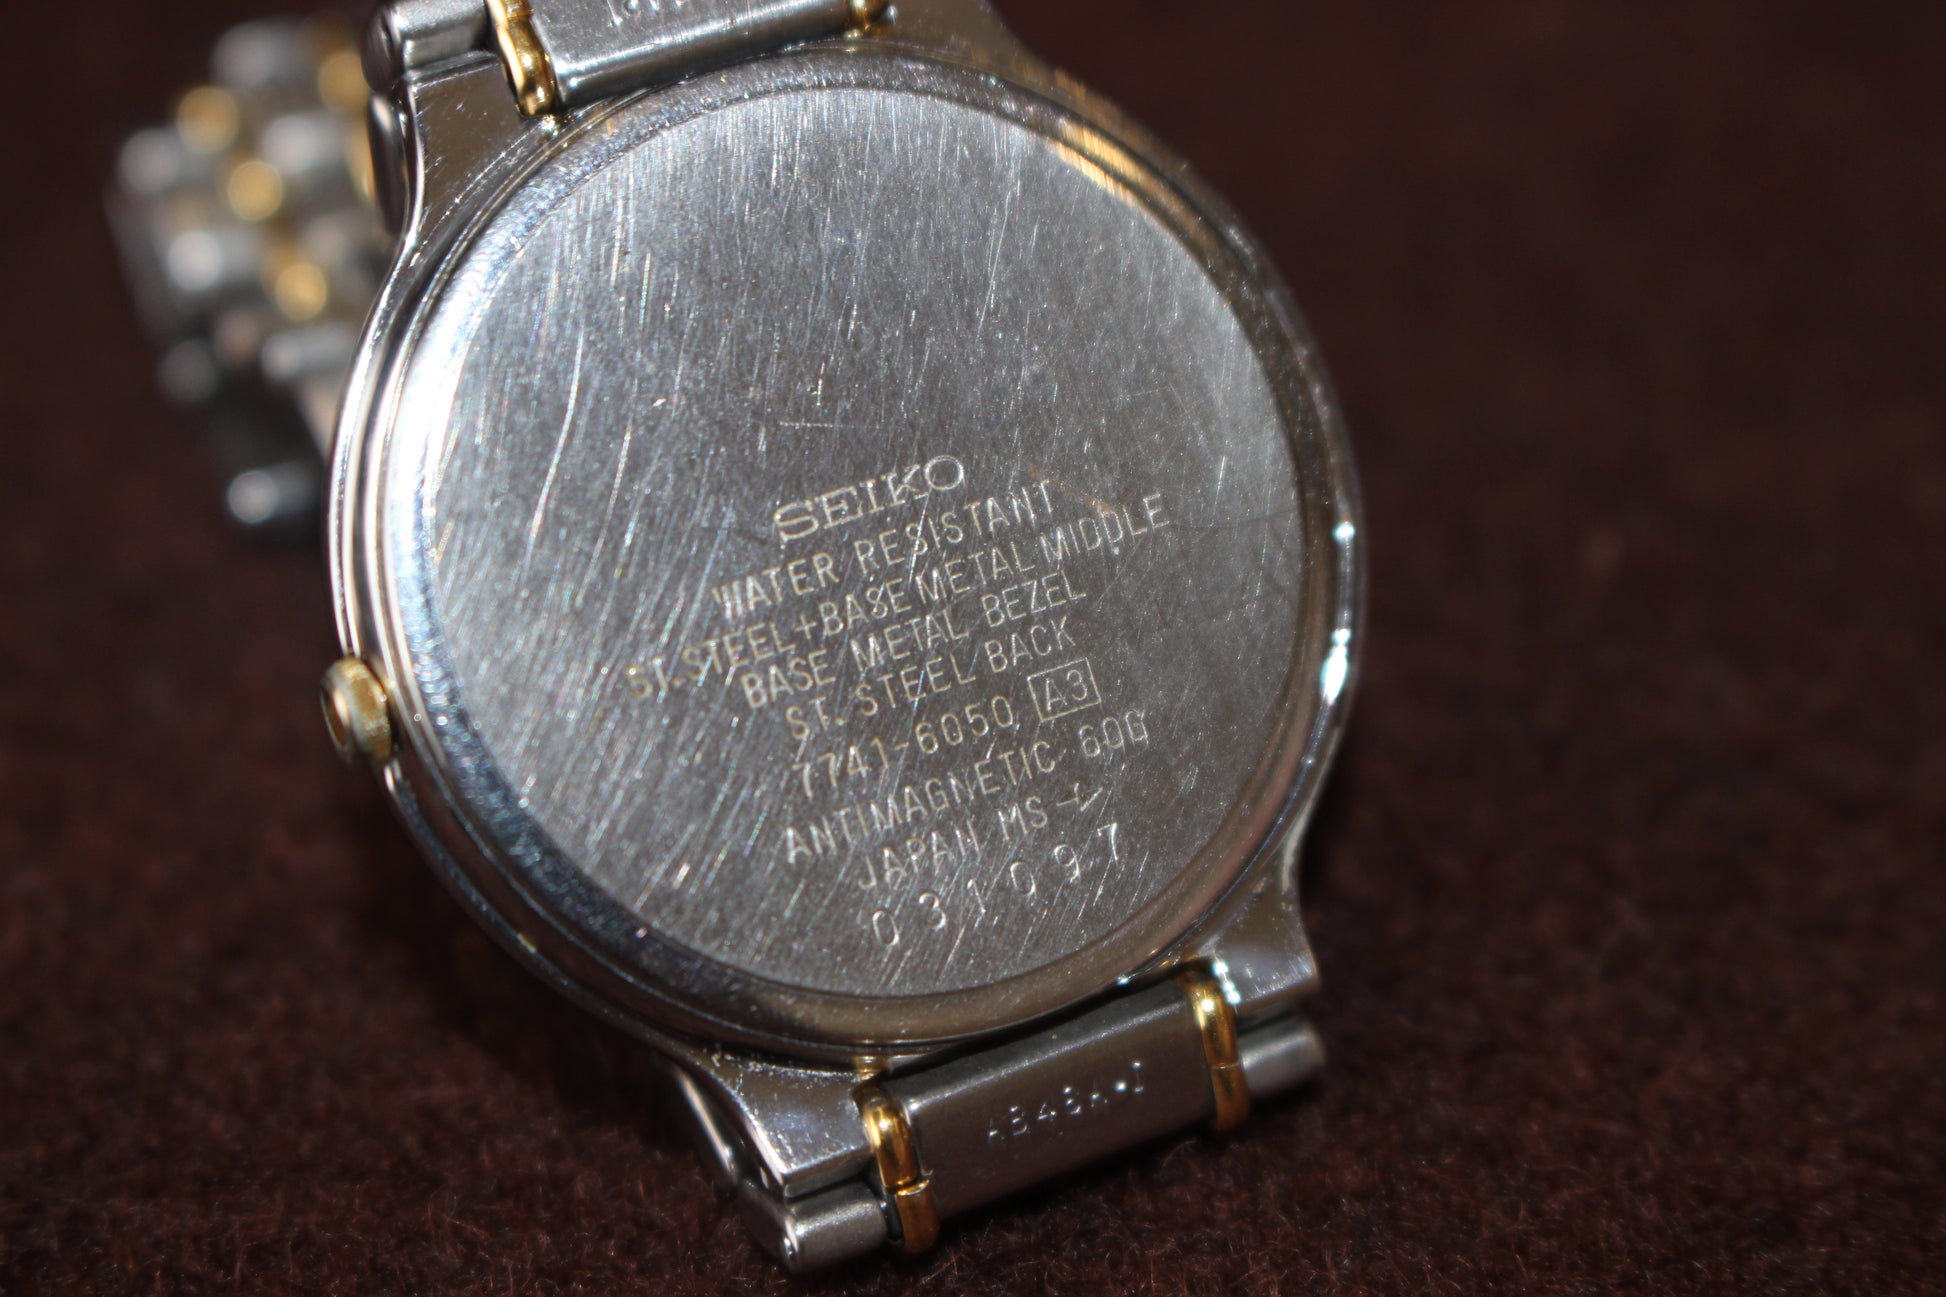 SEIKO
WATER RESISTANT
ST.STEEL+BASE METAL MIDDLE
BASE METAL BEZEL
ST. STEEL BACK
7741-6050 A3
ANTIMAGNETIC 60G
JAPAN MS-4
031097